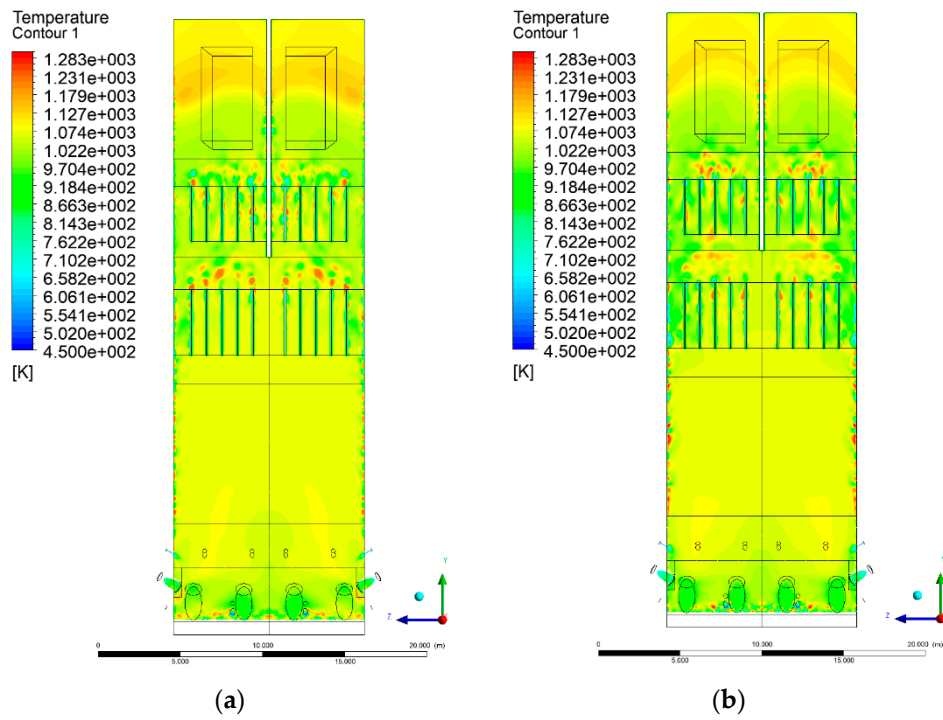 Temperature
Contour 1
1.283e+003
1.231e+003
1.179e+003
1.127e+003
1.074e+003
1.022e+003
9.704e+002
9.184e+002
8.663e+002
8.143e+002
7.622e+002
7.102e+002
6.582e+002
6.061e+002
5.541e+002
5.020e+002
4.500e+002
[K]
Y
Z
0
10.000
20.000 (m)
5.000
15.000
(a)
Temperature
Contour 1
1.283e+003
1.231e+003
1.179e+003
1.127e+003
1.074e+003
1.022e+003
9.704e+002
9.184e+002
8.663e+002
8.143e+002
7.622e+002
7.102e+002
6.582e+002
6.061e+002
5.541e+002
5.020e+002
4.500e+002
[K]
Y
Z
0
10.000
20.000 (m)
5.000
15.000
(b)